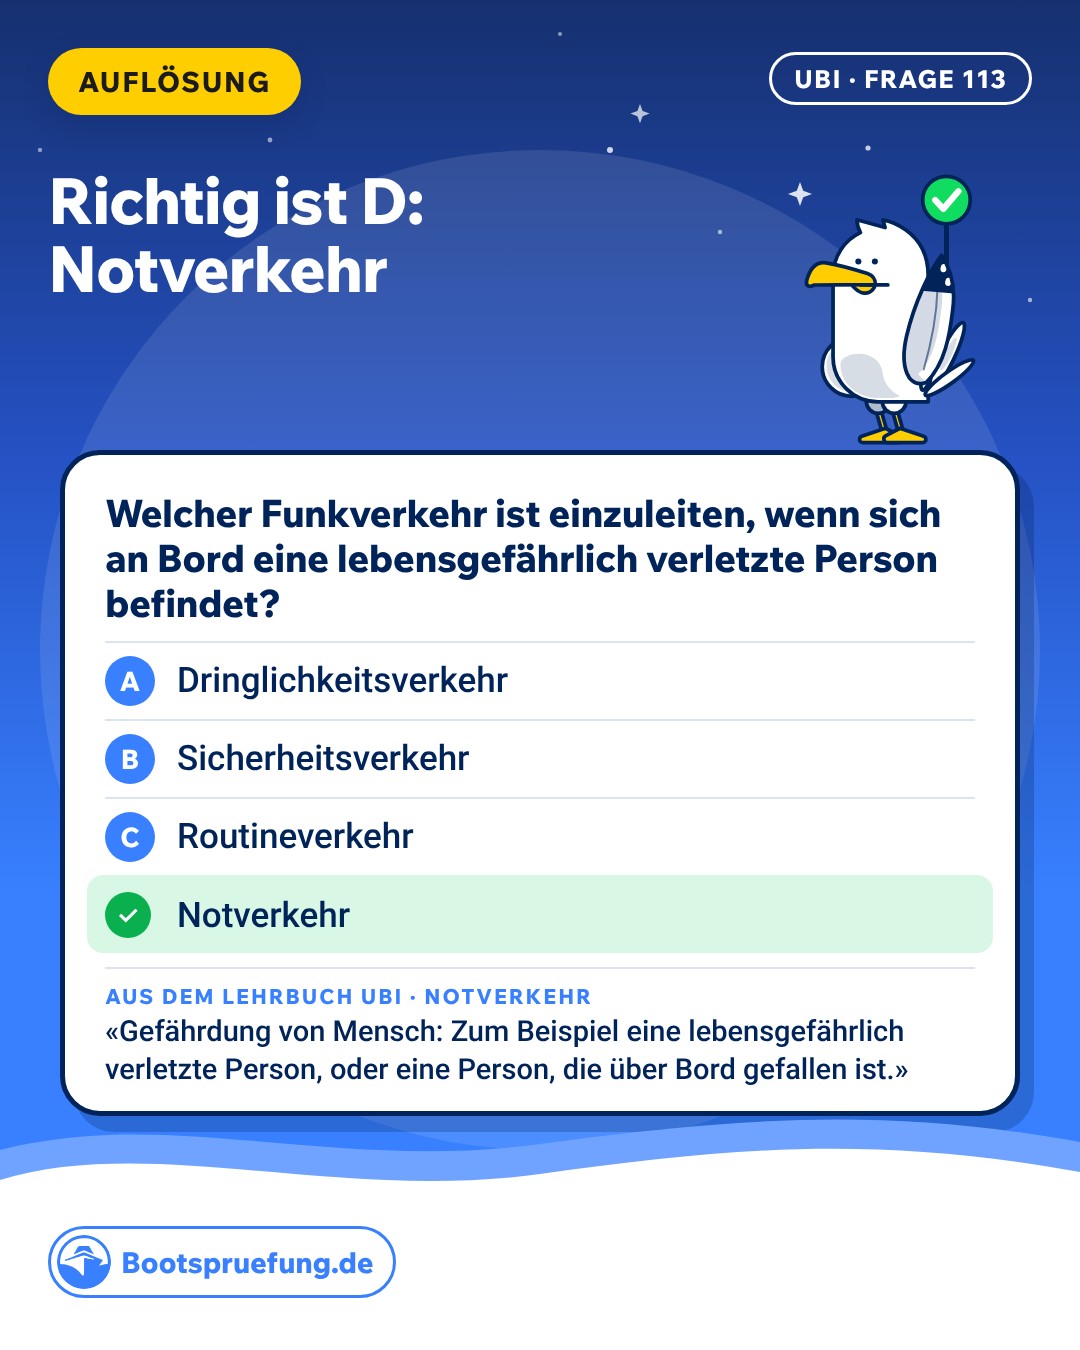 AUFLÖSUNG
UBI · FRAGE 113
Richtig ist D:
Notverkehr
Welcher Funkverkehr ist einzuleiten, wenn sich
an Bord eine lebensgefährlich verletzte Person
befindet?
A Dringlichkeitsverkehr
B Sicherheitsverkehr
C Routineverkehr
Notverkehr
AUS DEM LEHRBUCH UBI · NOTVERKEHR
«Gefährdung von Mensch: Zum Beispiel eine lebensgefährlich
verletzte Person, oder eine Person, die über Bord gefallen ist.»
Bootspruefung.de